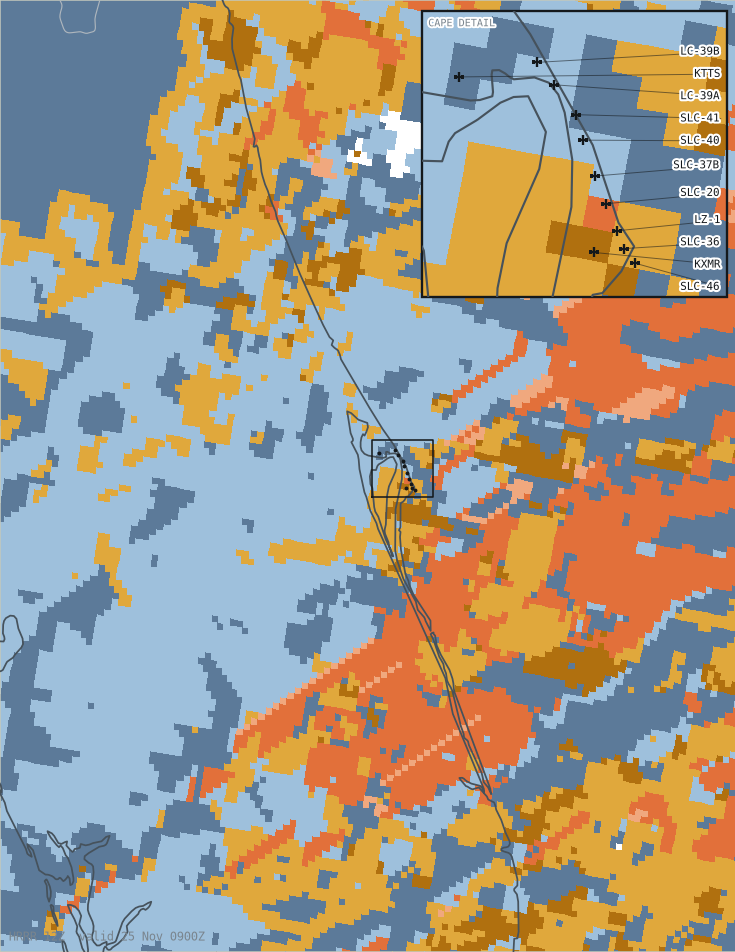 CAPE DETAIL
LC-39B
KTTS
LC-39A
SLC-41
SLC-40
SLC-37B
SLC-20
LZ-1
SLC-36
KXMR
SLC-46
valid 25 Nov 0900Z